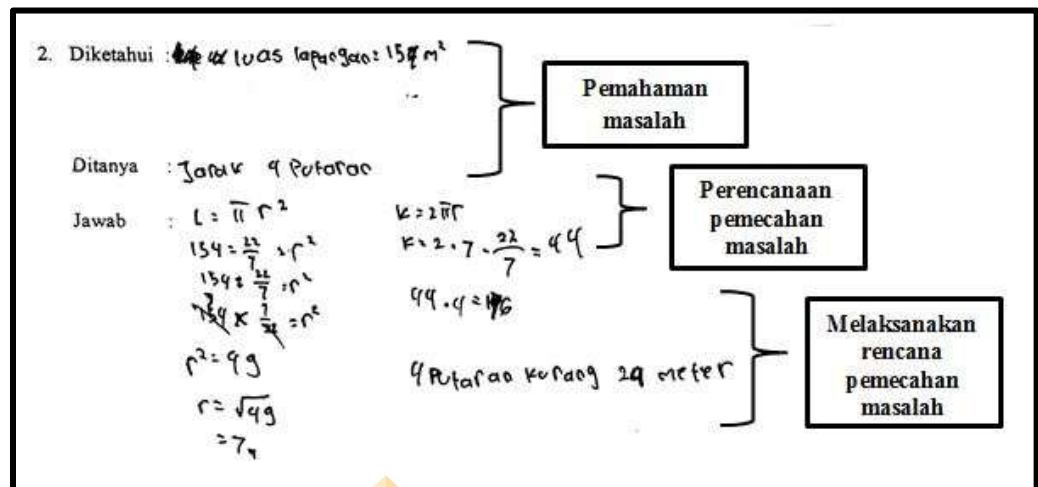 2. Diketahui : luas lapangan = 154 m²
Pemahaman
masalah
Ditanya : Jarak 4 Putaran
Perencanaan
pemecahan
masalah
Jawab : L = π r²
154 = 22/7 : r²
154 : 22/7 = r²
154 x 7/22 = r²
r² = 49
r = √49
= 7
K = 2πr
K = 2 . 7 . 22/7 = 44
44 . 4 = 176
4 Putaran kurang 24 meter
Melaksanakan
rencana
pemecahan
masalah